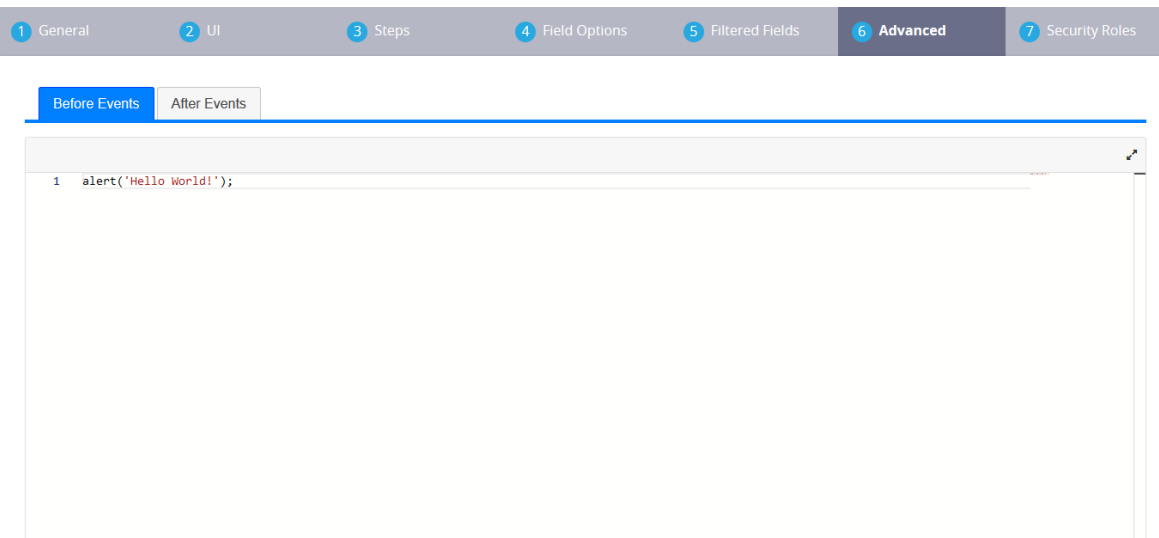 1 General 2 UI 3 Steps 4 Field Options 5 Filtered Fields 6 Advanced 7 Security Roles
Before Events After Events
1 alert('Hello World!');